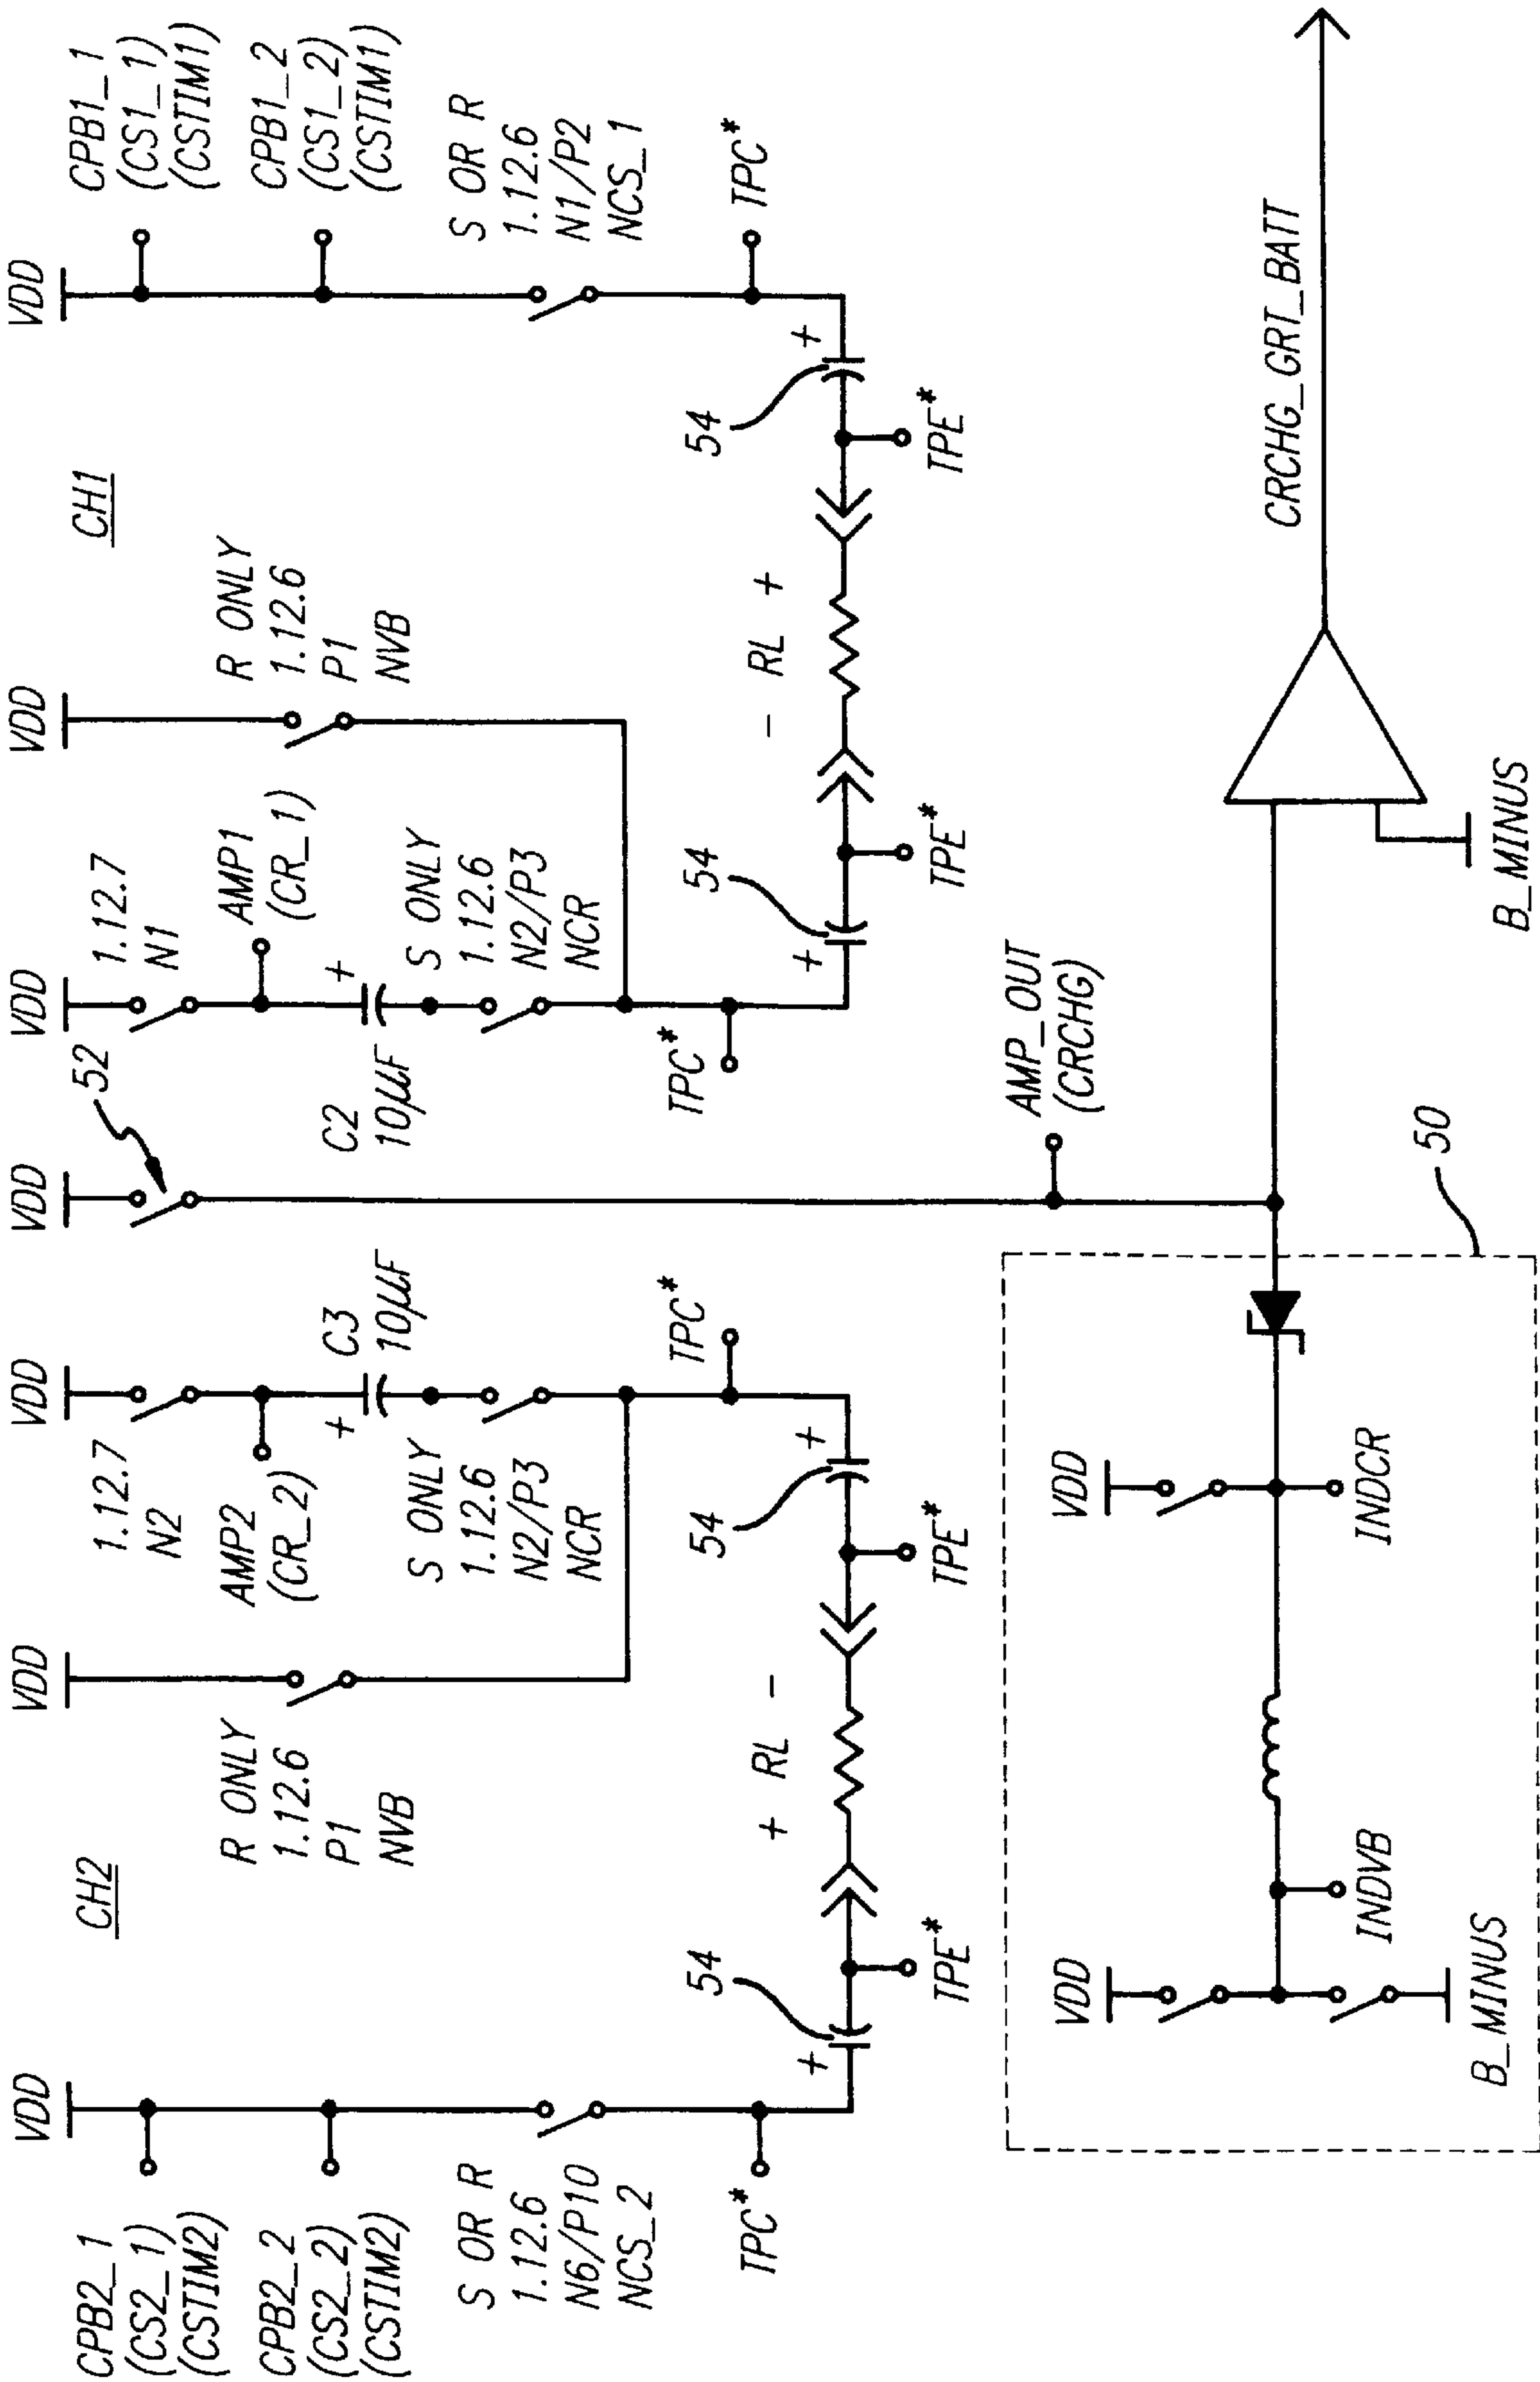 CH2
CH1
VDD
CPB2_1
(CS2_1)
(CSTIM2)
CPB2_2
(CS2_2)
(CSTIM2)
S OR R
1.12.6
N6/P10
NCS_2
TPC*
+
54
TPE*
+ RL -
VDD
R ONLY
1.12.6
P1
NVB
VDD
1.12.7
N2
AMP2
(CR_2)
+
C3
10µF
S ONLY
1.12.6
N2/P3
NCR
TPC*
+
54
TPE*
VDD
52
AMP_OUT
(CRCHG)
VDD
1.12.7
N1
AMP1
(CR_1)
+
C2
10µF
S ONLY
1.12.6
N2/P3
NCR
TPC*
+
54
TPE*
- RL +
VDD
R ONLY
1.12.6
P1
NVB
VDD
CPB1_1
(CS1_1)
(CSTIM1)
CPB1_2
(CS1_2)
(CSTIM1)
S OR R
1.12.6
N1/P2
NCS_1
TPC*
+
54
TPE*
VDD
B_MINUS
INDVB
VDD
INDCR
50
B_MINUS
CRCHG_GRT_BATT